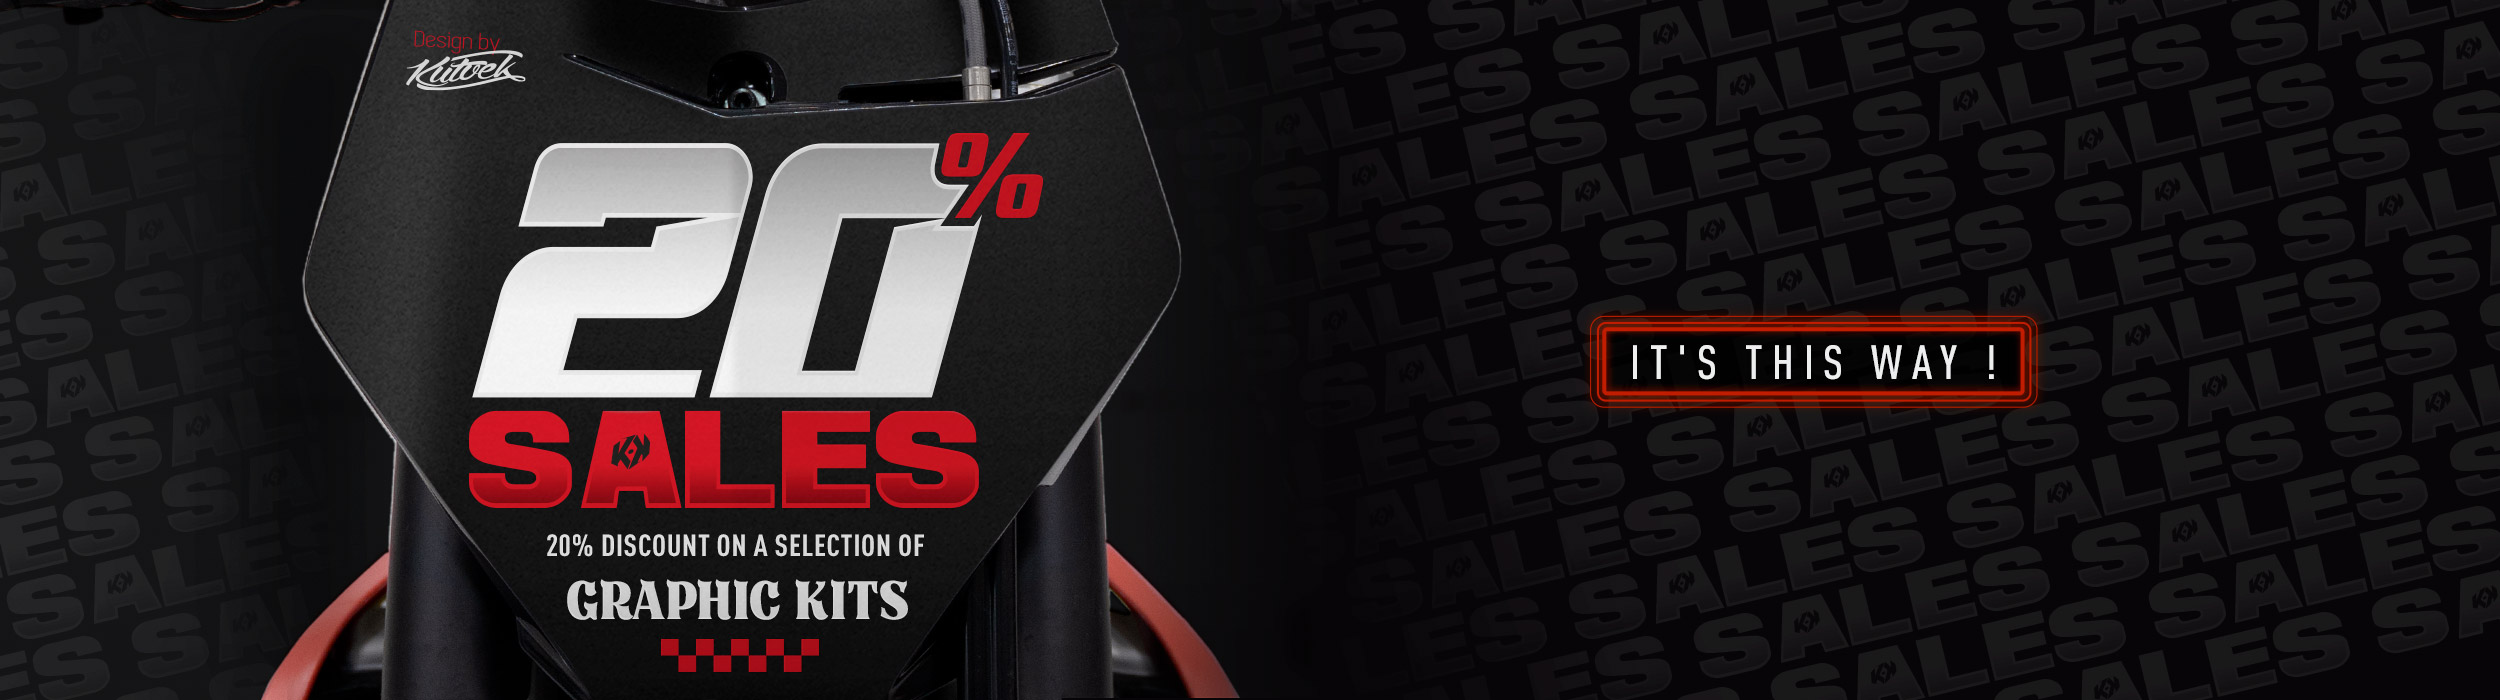 Design by
Kutvek
20%
SALES
20% DISCOUNT ON A SELECTION OF
GRAPHIC KITS
IT'S THIS WAY !